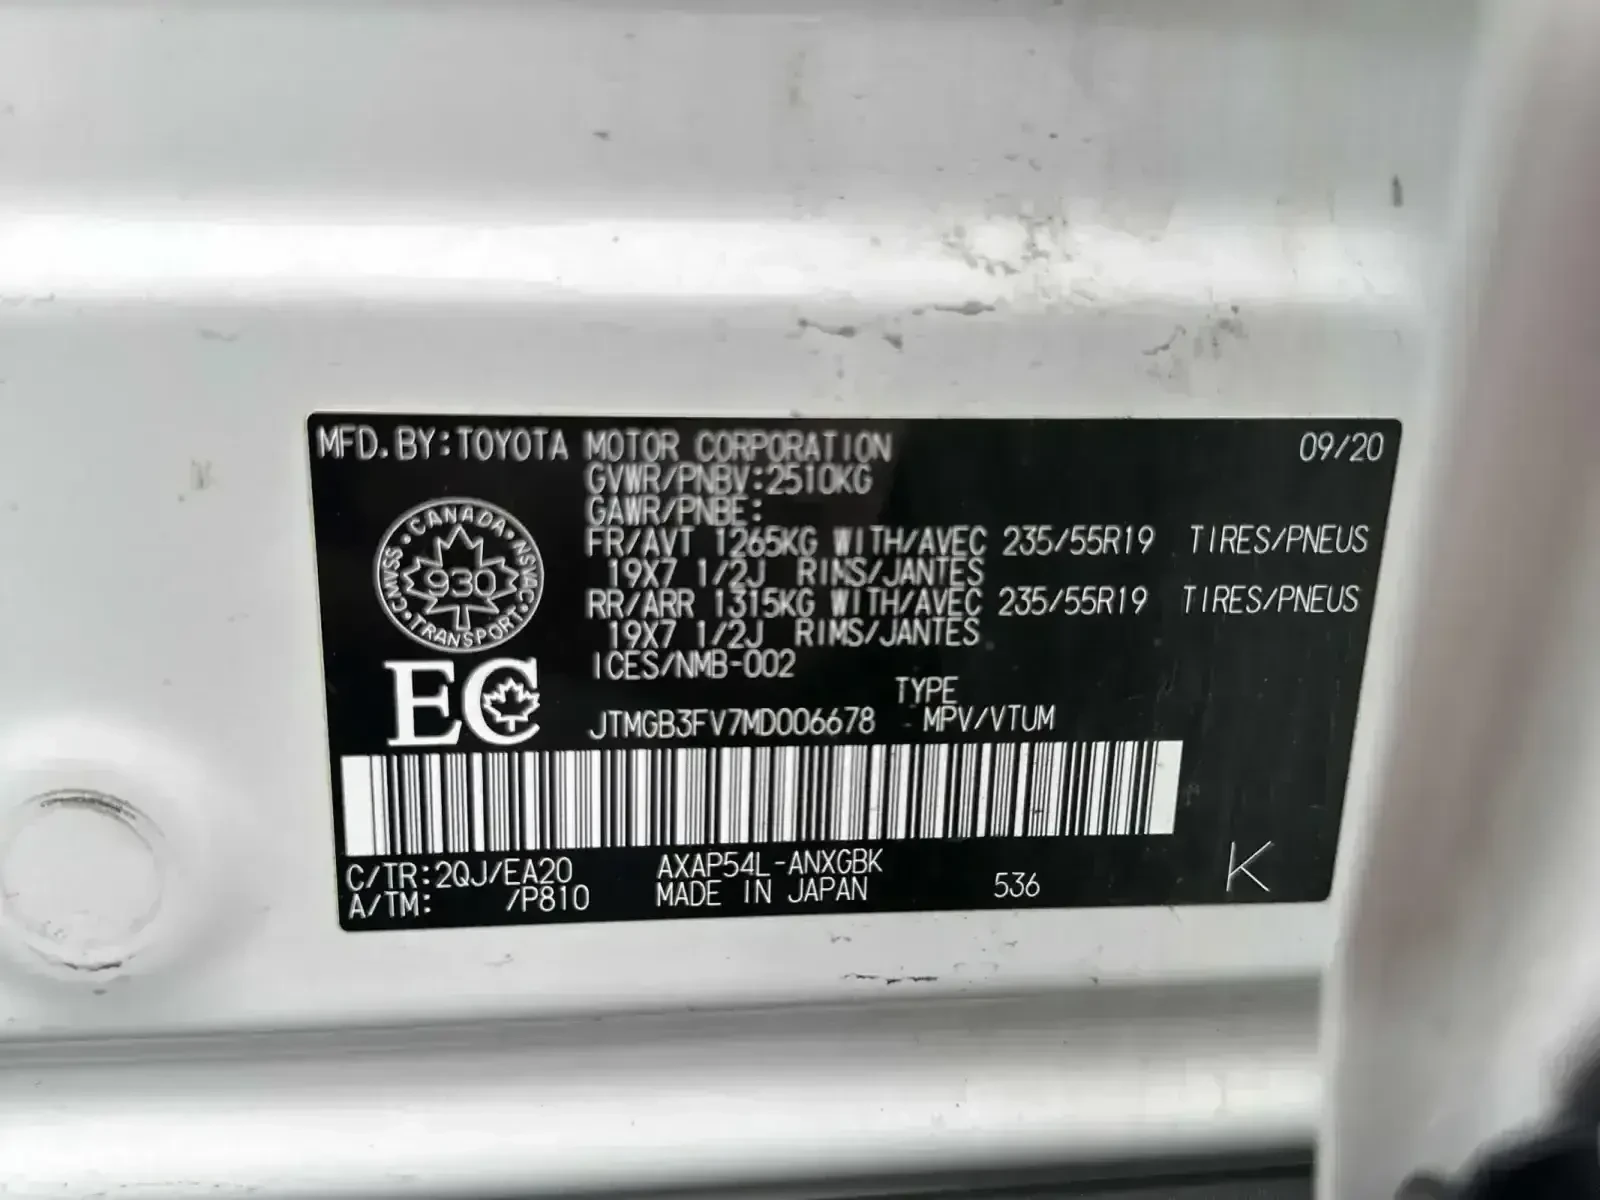 MFD.BY:TOYOTA MOTOR CORPORATION 09/20
GVWR/PNBV:2510KG
GAWR/PNBE:
FR/AVT 1265KG WITH/AVEC 235/55R19 TIRES/PNEUS
19X7 1/2J RIMS/JANTES
RR/ARR 1315KG WITH/AVEC 235/55R19 TIRES/PNEUS
19X7 1/2J RIMS/JANTES
ICES/NMB-002
CANADA · NSVAC · TRANSPORT · CMVSS ·
930
EC
TYPE
JTMGB3FV7MD006678 MPV/VTUM
C/TR:2QJ/EA20 AXAP54L-ANXGBK
A/TM: /P810 MADE IN JAPAN 536 K